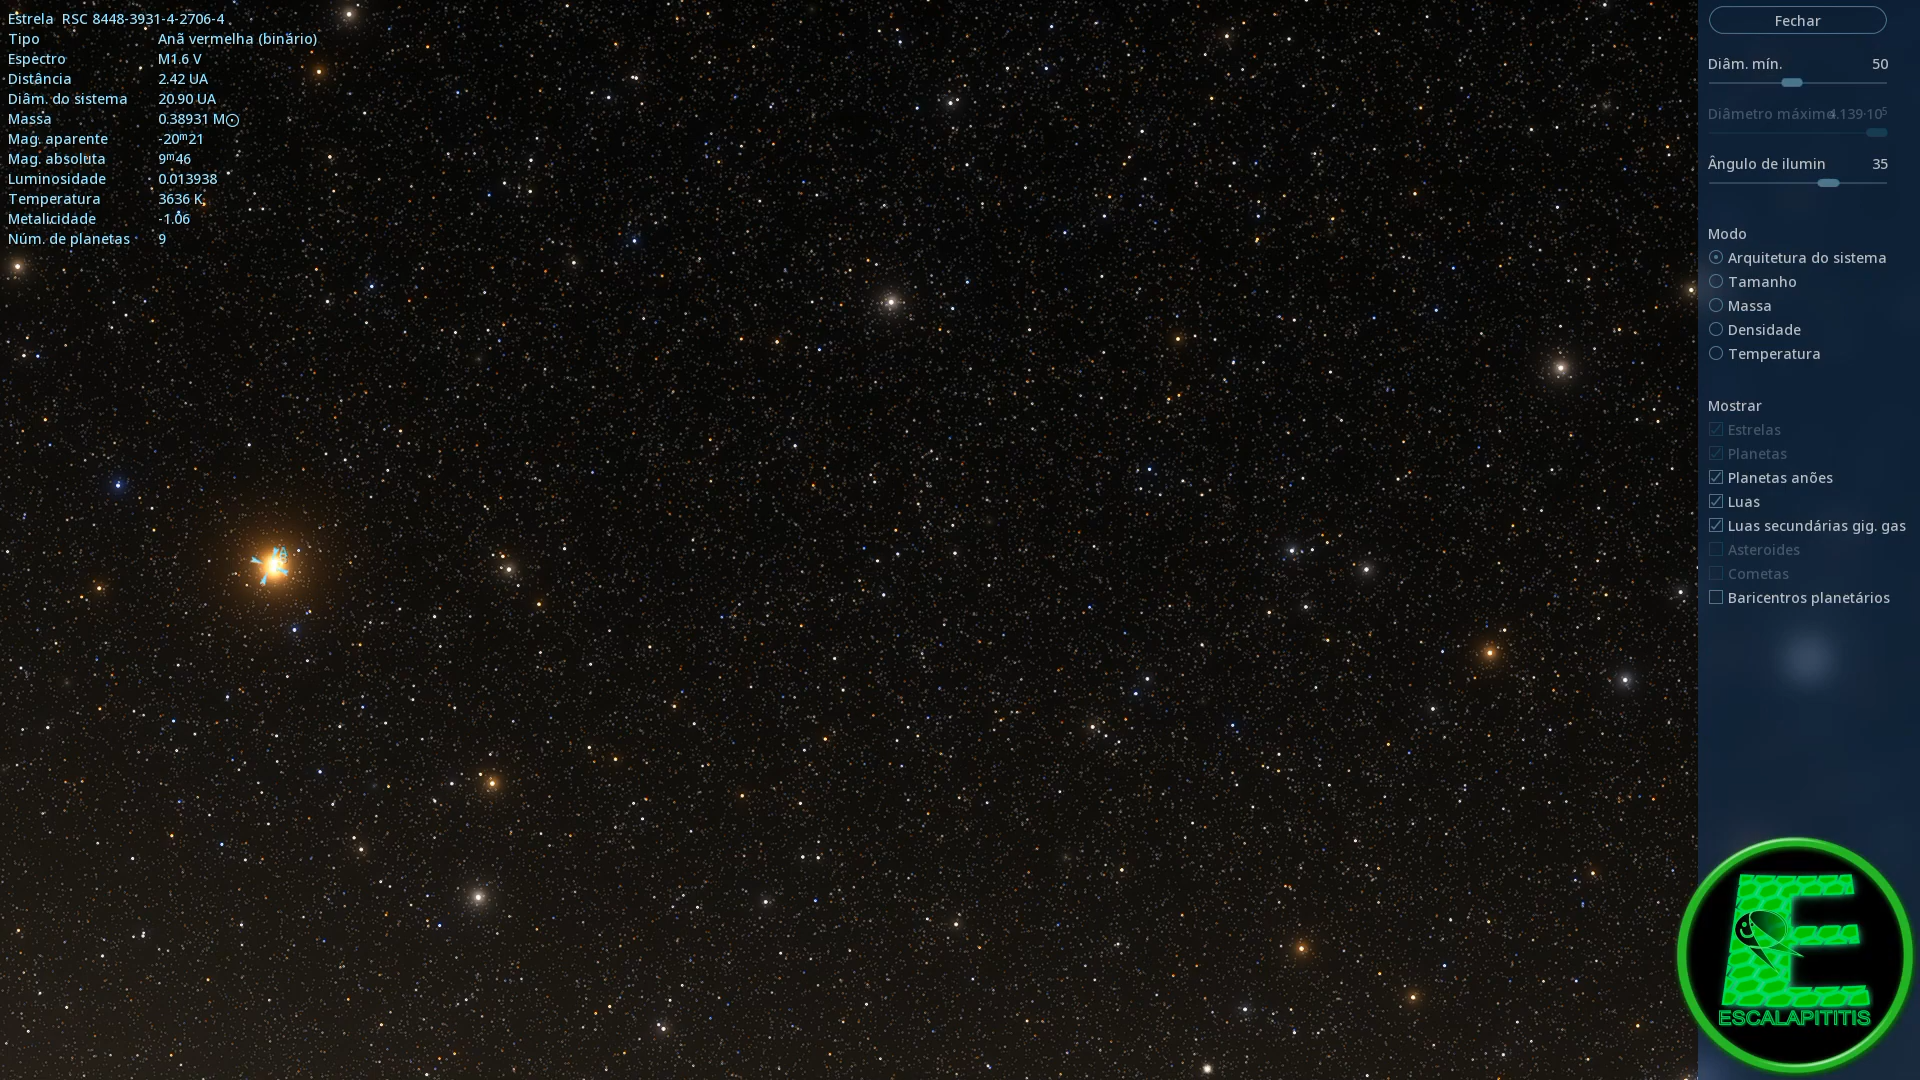 Estrela RSC 8448-3931-4-2706-4
Tipo Anã vermelha (binário)
Espectro M1.6 V
Distância 2.42 UA
Diâm. do sistema 20.90 UA
Massa 0.38931 M☉
Mag. aparente -20ᵐ21
Mag. absoluta 9ᵐ46
Luminosidade 0.013938
Temperatura 3636 K
Metalicidade -1.06
Núm. de planetas 9
A
Fechar
Diâm. mín. 50
Diâmetro máximo 4.139·10⁵
Ângulo de ilumin 35
Modo
Arquitetura do sistema
Tamanho
Massa
Densidade
Temperatura
Mostrar
Estrelas
Planetas
Planetas anões
Luas
Luas secundárias gig. gas
Asteroides
Cometas
Baricentros planetários
E
ESCALAPITITIS